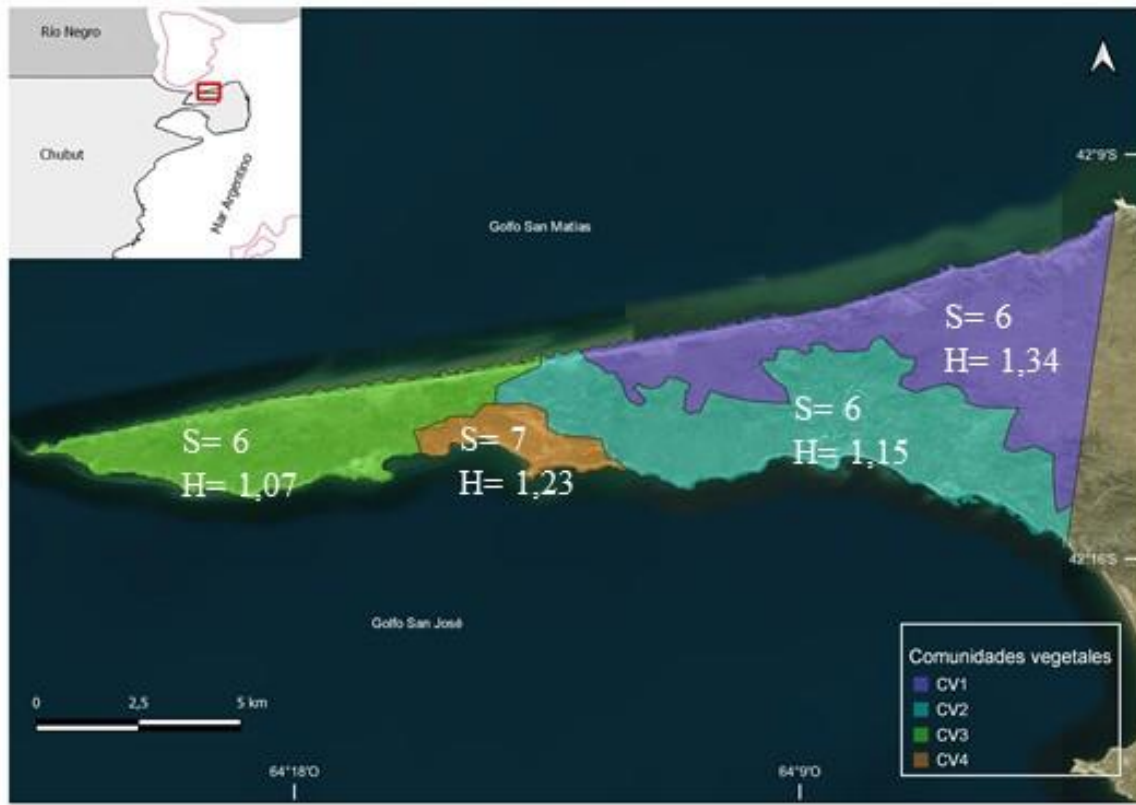 Río Negro
Chubut
Mar Argentino
42°9'S
Golfo San Matías
S= 6
H= 1,34
S= 6
H= 1,15
S= 6
H= 1,07
S= 7
H= 1,23
42°16'S
Golfo San José
Comunidades vegetales
CV1
CV2
CV3
CV4
0 2,5 5 km
64°18'O
64°9'O